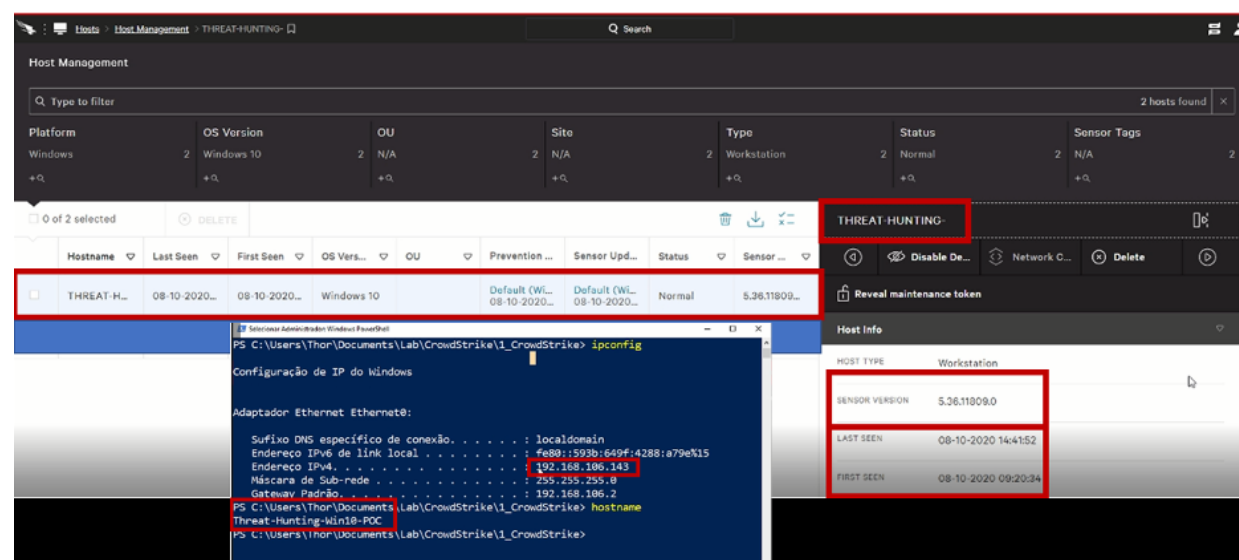 Hosts > Host Management > THREAT-HUNTING-
Search
Host Management
Type to filter
2 hosts found
Platform OS Version OU Site Type Status Sensor Tags
Windows 2 Windows 10 2 N/A 2 N/A 2 Workstation 2 Normal 2 N/A 2
0 of 2 selected
DELETE
THREAT-HUNTING-
Hostname Last Seen First Seen OS Vers... OU Prevention ... Sensor Upd... Status Sensor ...
Disable De... Network C... Delete
THREAT-H... 08-10-2020... 08-10-2020... Windows 10 Default (Wi... Default (Wi... Normal 5.36.11809...
08-10-2020... 08-10-2020...
Reveal maintenance token
Host Info
HOST TYPE Workstation
SENSOR VERSION 5.36.11809.0
LAST SEEN 08-10-2020 14:41:52
FIRST SEEN 08-10-2020 09:20:34
Selecionar Administrador: Windows PowerShell
PS C:\Users\Thor\Documents\Lab\CrowdStrike\1_CrowdStrike> ipconfig
Configuração de IP do Windows
Adaptador Ethernet Ethernet0:
Sufixo DNS específico de conexão. . . . . . : localdomain
Endereço IPv6 de link local . . . . . . . . : fe80::593b:649f:4288:a79e%15
Endereço IPv4. . . . . . . . . . . . . . . : 192.168.106.143
Máscara de Sub-rede . . . . . . . . . . . . : 255.255.255.0
Gateway Padrão. . . . . . . . . . . . . . . : 192.168.106.2
PS C:\Users\Thor\Documents\Lab\CrowdStrike\1_CrowdStrike> hostname
Threat-Hunting-Win10-POC
PS C:\Users\Thor\Documents\Lab\CrowdStrike\1_CrowdStrike>